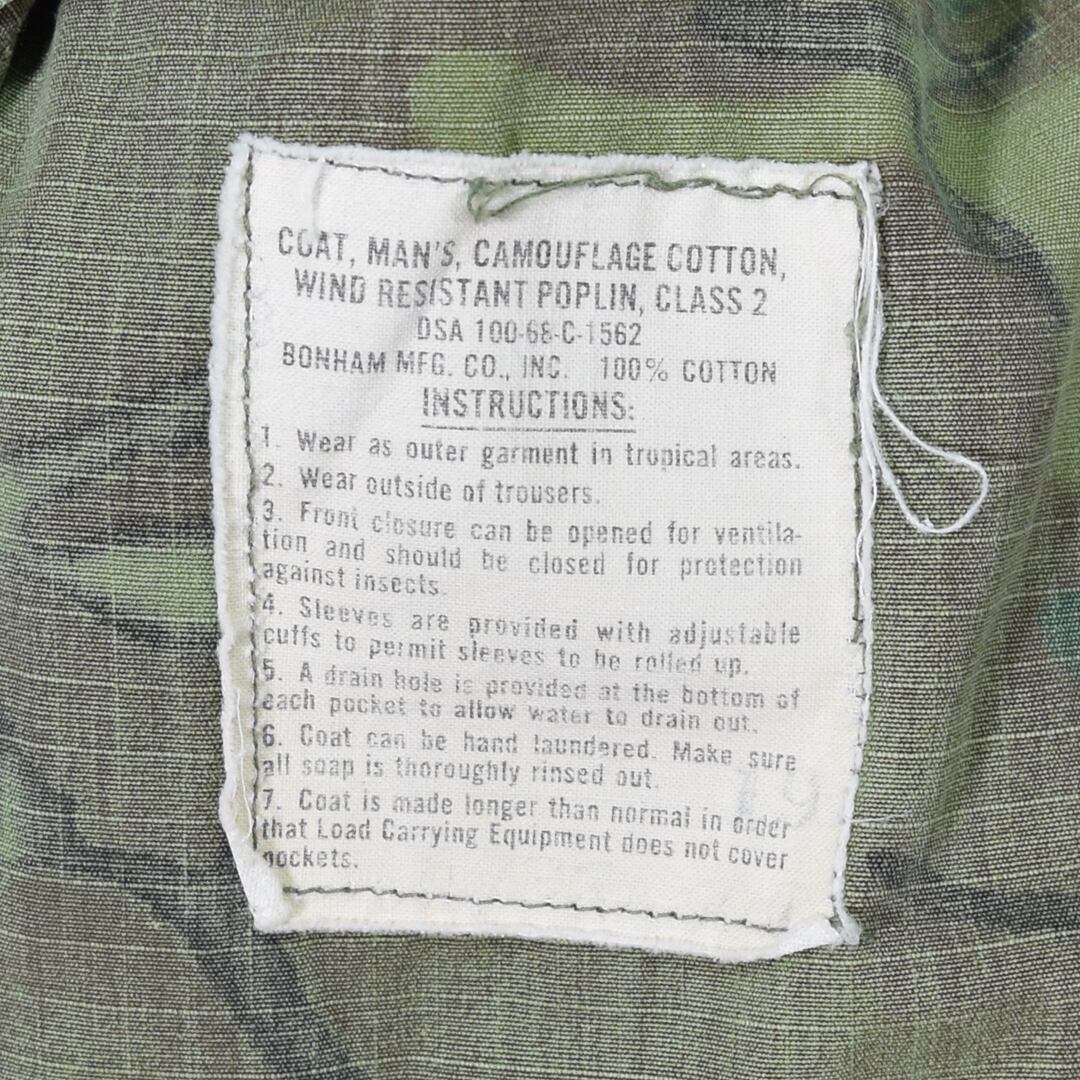 COAT, MAN'S, CAMOUFLAGE COTTON,
WIND RESISTANT POPLIN, CLASS 2
DSA 100-68-C-1562
BONHAM MFG. CO., INC. 100% COTTON
INSTRUCTIONS:
1. Wear as outer garment in tropical areas.
2. Wear outside of trousers.
3. Front closure can be opened for ventila-
tion and should be closed for protection
against insects.
4. Sleeves are provided with adjustable
cuffs to permit sleeves to be rolled up.
5. A drain hole is provided at the bottom of
each pocket to allow water to drain out.
6. Coat can be hand laundered. Make sure
all soap is thoroughly rinsed out.
7. Coat is made longer than normal in order
that Load Carrying Equipment does not cover
pockets.